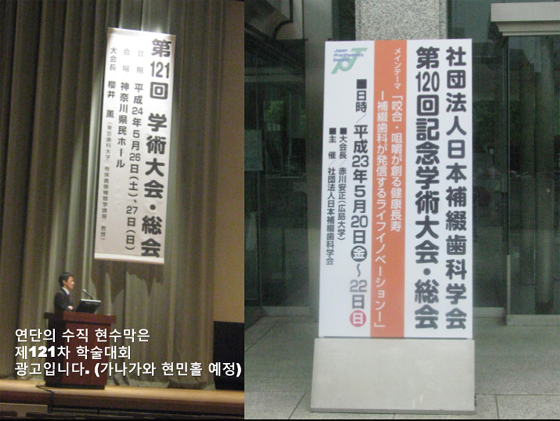 第121回 学術大会・総会
会期 平成24年5月26日(土)、27日(日)
会場 神奈川県民ホール
大会長 櫻井 薫
연단의 수직 현수막은
제121차 학술대회
광고입니다. (가나가와 현민홀 예정)
社団法人日本補綴歯科学会
第120回記念学術大会・総会
メインテーマ
「咬合・咀嚼が創る健康長寿
ー補綴歯科が発信するライフイノベーションー」
■日時/平成23年5月20日㊎〜22日㊐
■大会長/赤川安正(広島大学)
■主 催 社団法人日本補綴歯科学会